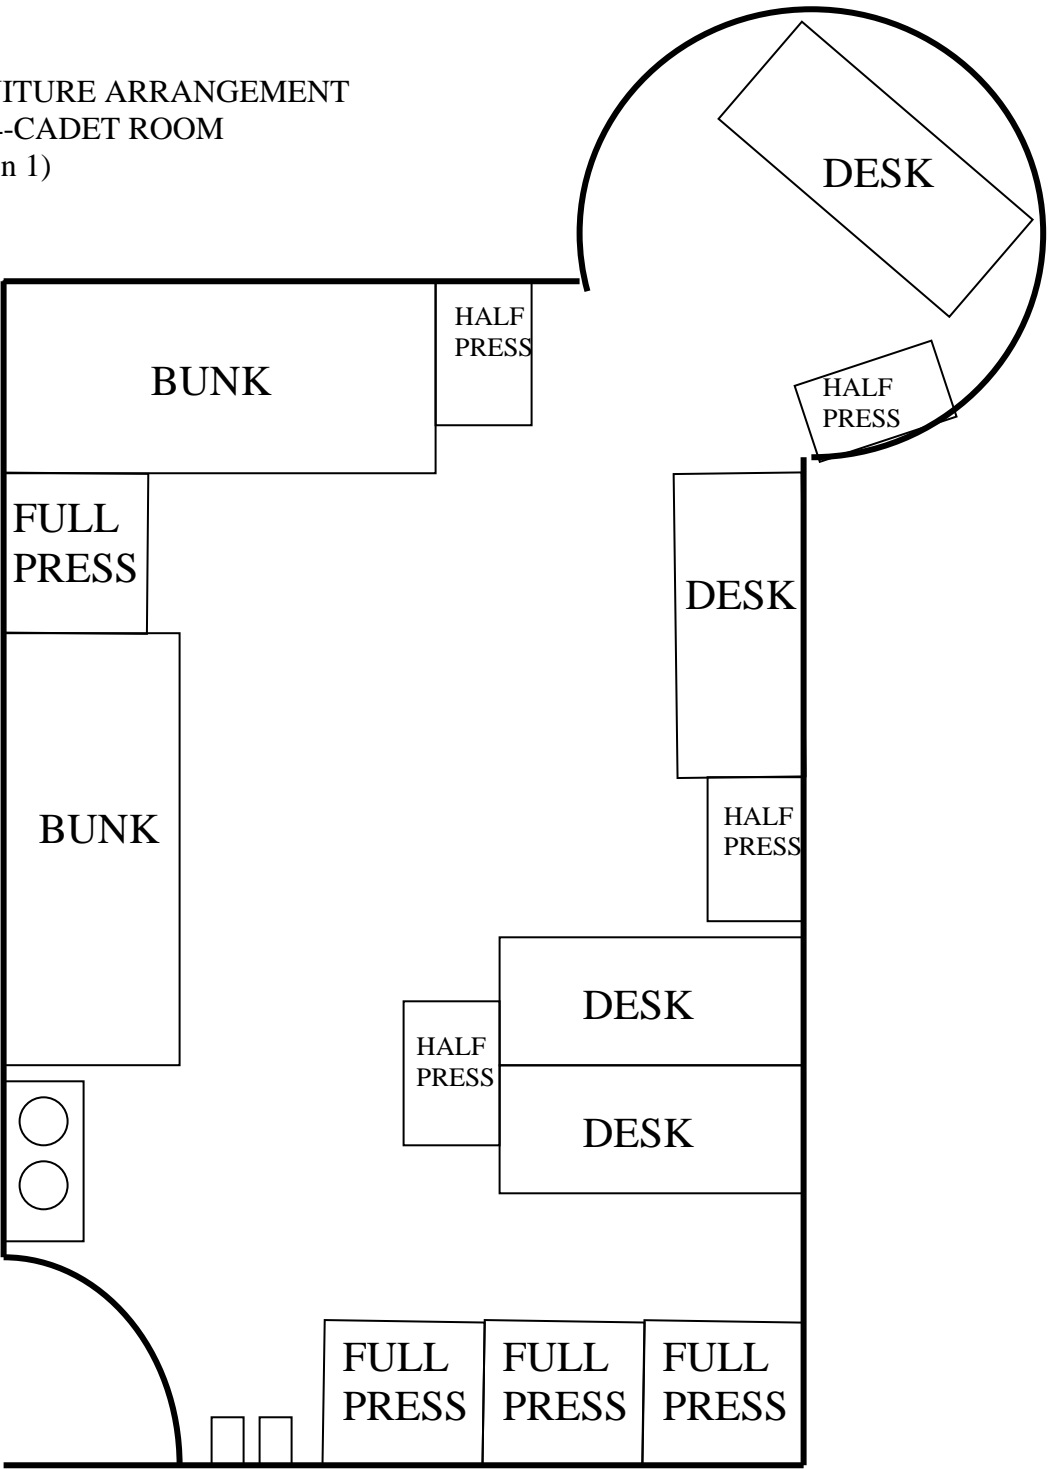 ITURE ARRANGEMENT
-CADET ROOM
n 1)
DESK
HALF
PRESS
BUNK
HALF
PRESS
FULL
PRESS
DESK
HALF
PRESS
BUNK
DESK
HALF
PRESS
DESK
FULL
PRESS
FULL
PRESS
FULL
PRESS